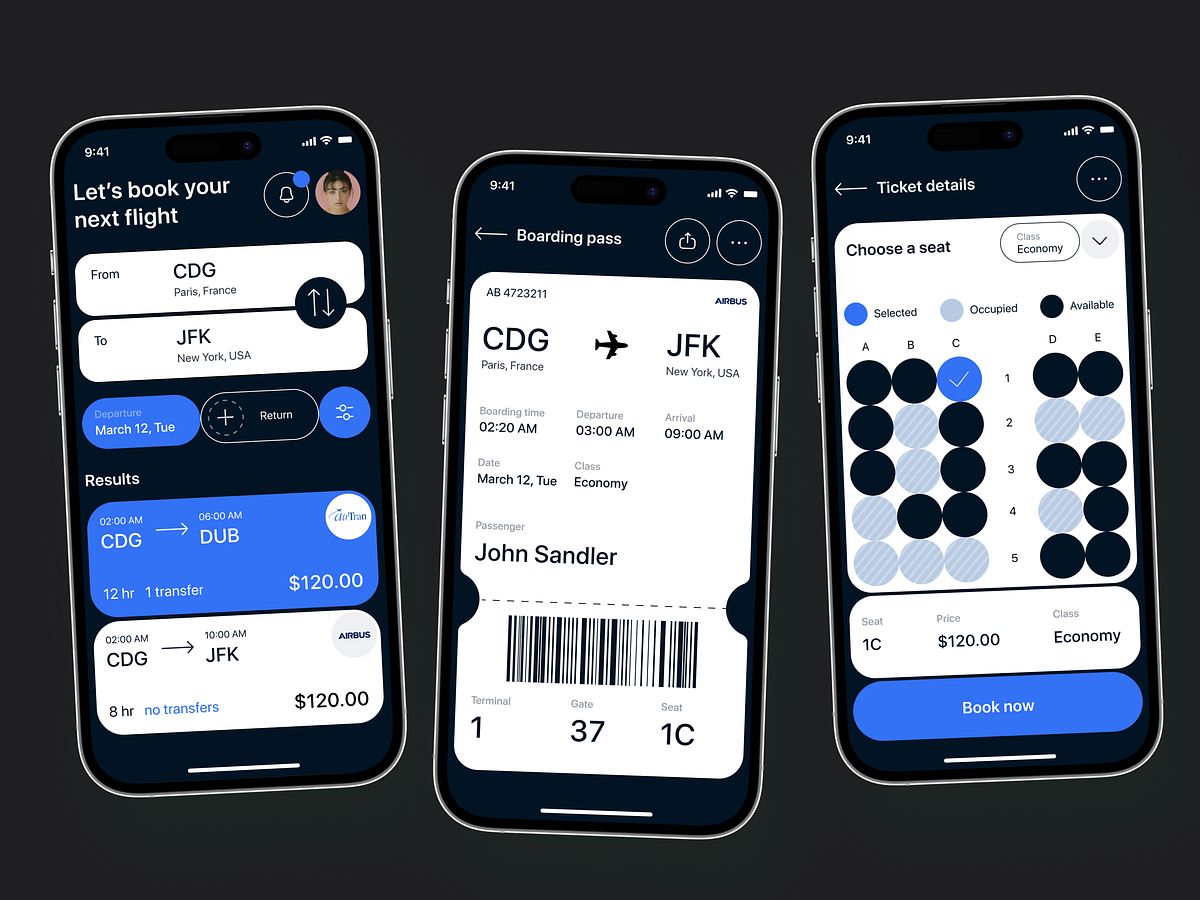 9:41
Let's book your
next flight
From
CDG
Paris, France
To
JFK
New York, USA
Departure
March 12, Tue
Return
Results
02:00 AM
06:00 AM
CDG
DUB
AirTran
12 hr
1 transfer
$120.00
02:00 AM
10:00 AM
CDG
JFK
AIRBUS
8 hr
no transfers
$120.00
9:41
Boarding pass
AB 4723211
AIRBUS
CDG
JFK
Paris, France
New York, USA
Boarding time
Departure
Arrival
02:20 AM
03:00 AM
09:00 AM
Date
Class
March 12, Tue
Economy
Passenger
John Sandler
Terminal
Gate
Seat
1
37
1C
9:41
Ticket details
Choose a seat
Class
Economy
Selected
Occupied
Available
A
B
C
D
E
1
2
3
4
5
Seat
Price
Class
1C
$120.00
Economy
Book now